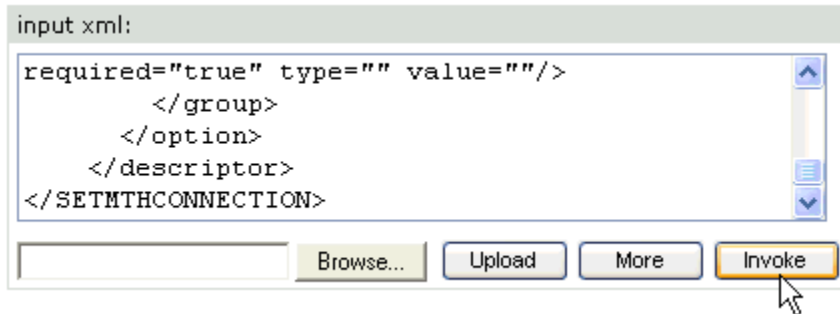 input xml:
required="true" type="" value=""/>
</group>
</option>
</descriptor>
</SETMTHCONNECTION>
Browse... Upload More Invoke